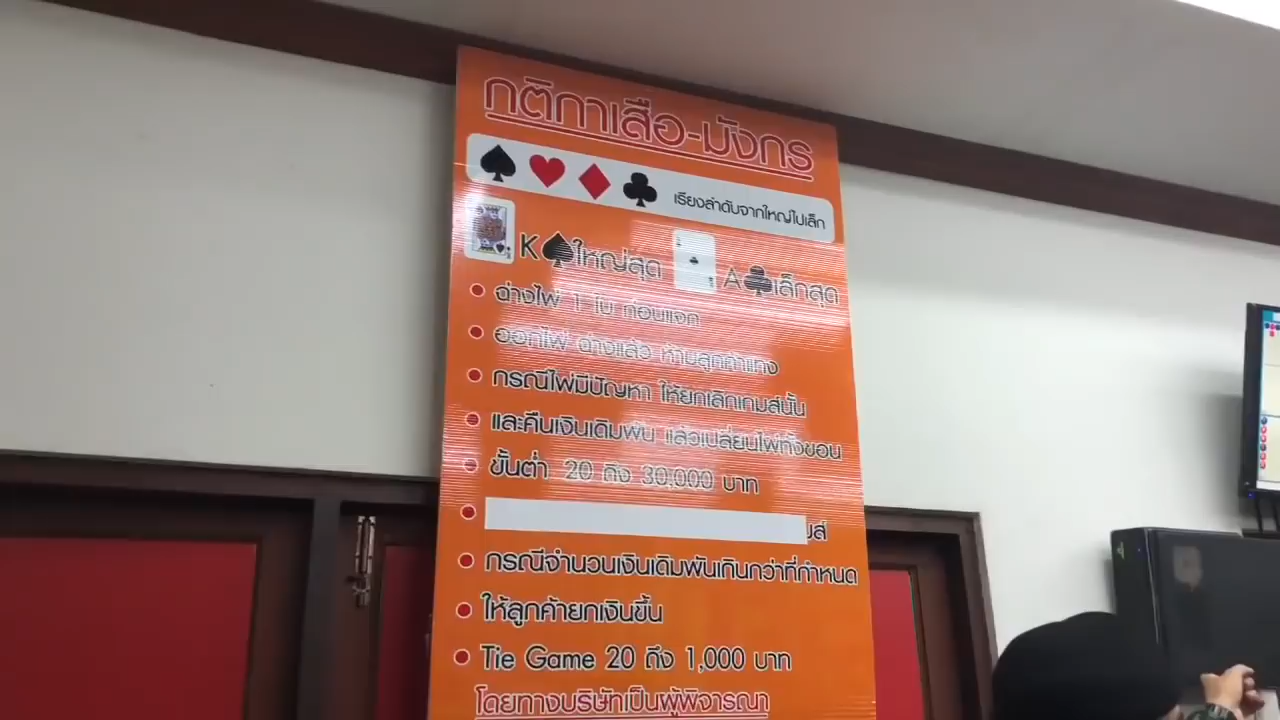 กติกาเสือ-มังกร
เรียงลำดับจากใหญ่ไปเล็ก
K♠ใหญ่สุด A♣เล็กสุด
ฉ่างไพ่ 1 ใบ ก่อนแจก
ออกไพ่ ฉ่างแล้ว ห้ามลูกค้าแทง
กรณีไพ่มีปัญหา ให้ยกเลิกเกมส์นั้น
และคืนเงินเดิมพัน แล้วเปลี่ยนไพ่ทั้งขอน
ขั้นต่ำ 20 ถึง 30,000 บาท
กรณีจำนวนเงินเดิมพันเกินกว่าที่กำหนด
ให้ลูกค้ายกเงินขึ้น
Tie Game 20 ถึง 1,000 บาท
โดยทางบริษัทเป็นผู้พิจารณา